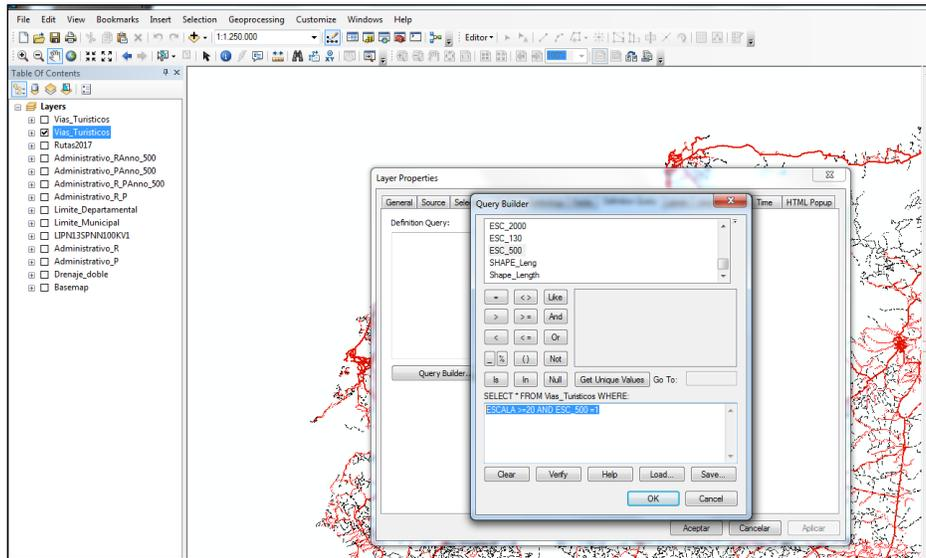 File Edit View Bookmarks Insert Selection Geoprocessing Customize Windows Help
1:1.250.000
Editor
Table Of Contents
Layers
Vias_Turisticos
Vias_Turisticos
Rutas2017
Administrativo_RAnno_500
Administrativo_PAnno_500
Administrativo_R_PAnno_500
Administrativo_R_P
Limite_Departamental
Limite_Municipal
LIPN13SPNN100KV1
Administrativo_R
Administrativo_P
Drenaje_doble
Basemap
Layer Properties
General Source Time HTML Popup
Definition Query:
Query Builder...
Query Builder
ESC_2000
ESC_130
ESC_500
SHAPE_Leng
Shape_Length
= <> Like
> >= And
< <= Or
_ % () Not
Is In Null Get Unique Values Go To:
SELECT * FROM Vias_Turisticos WHERE:
ESCALA >=20 AND ESC_500 =1
Clear Verify Help Load... Save...
OK Cancel
Aceptar Cancelar Aplicar